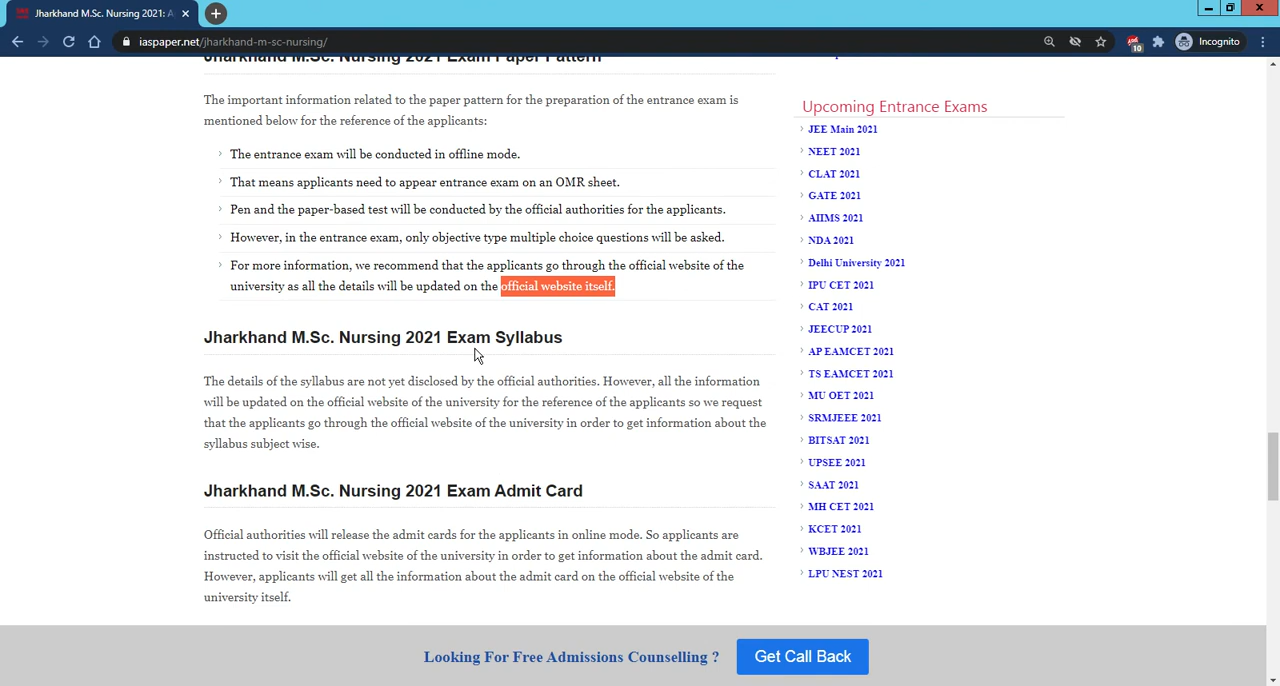 Jharkhand M.Sc. Nursing 2021: A
iaspaper.net/jharkhand-m-sc-nursing/
10
Incognito
Jharkhand M.Sc. Nursing 2021 Exam Paper Pattern
The important information related to the paper pattern for the preparation of the entrance exam is
mentioned below for the reference of the applicants:
The entrance exam will be conducted in offline mode.
That means applicants need to appear entrance exam on an OMR sheet.
Pen and the paper-based test will be conducted by the official authorities for the applicants.
However, in the entrance exam, only objective type multiple choice questions will be asked.
For more information, we recommend that the applicants go through the official website of the
university as all the details will be updated on the official website itself.
Jharkhand M.Sc. Nursing 2021 Exam Syllabus
The details of the syllabus are not yet disclosed by the official authorities. However, all the information
will be updated on the official website of the university for the reference of the applicants so we request
that the applicants go through the official website of the university in order to get information about the
syllabus subject wise.
Jharkhand M.Sc. Nursing 2021 Exam Admit Card
Official authorities will release the admit cards for the applicants in online mode. So applicants are
instructed to visit the official website of the university in order to get information about the admit card.
However, applicants will get all the information about the admit card on the official website of the
university itself.
Upcoming Entrance Exams
JEE Main 2021
NEET 2021
CLAT 2021
GATE 2021
AIIMS 2021
NDA 2021
Delhi University 2021
IPU CET 2021
CAT 2021
JEECUP 2021
AP EAMCET 2021
TS EAMCET 2021
MU OET 2021
SRMJEEE 2021
BITSAT 2021
UPSEE 2021
SAAT 2021
MH CET 2021
KCET 2021
WBJEE 2021
LPU NEST 2021
Looking For Free Admissions Counselling ?
Get Call Back